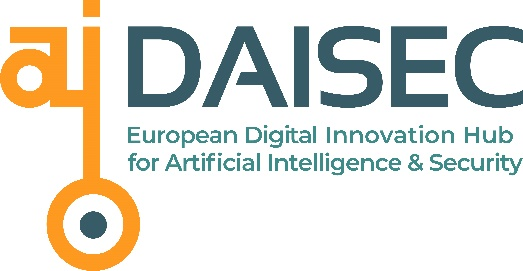 ai DAISEC
European Digital Innovation Hub
for Artificial Intelligence & Security